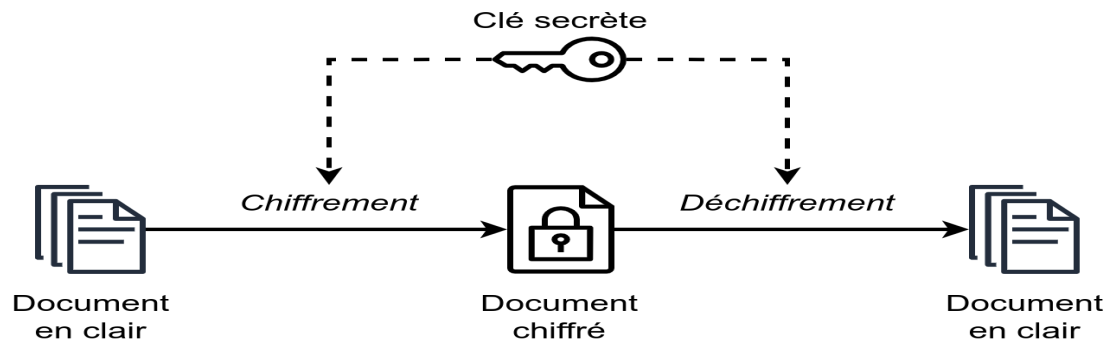 Clé secrète
Chiffrement
Déchiffrement
Document
en clair
Document
chiffré
Document
en clair